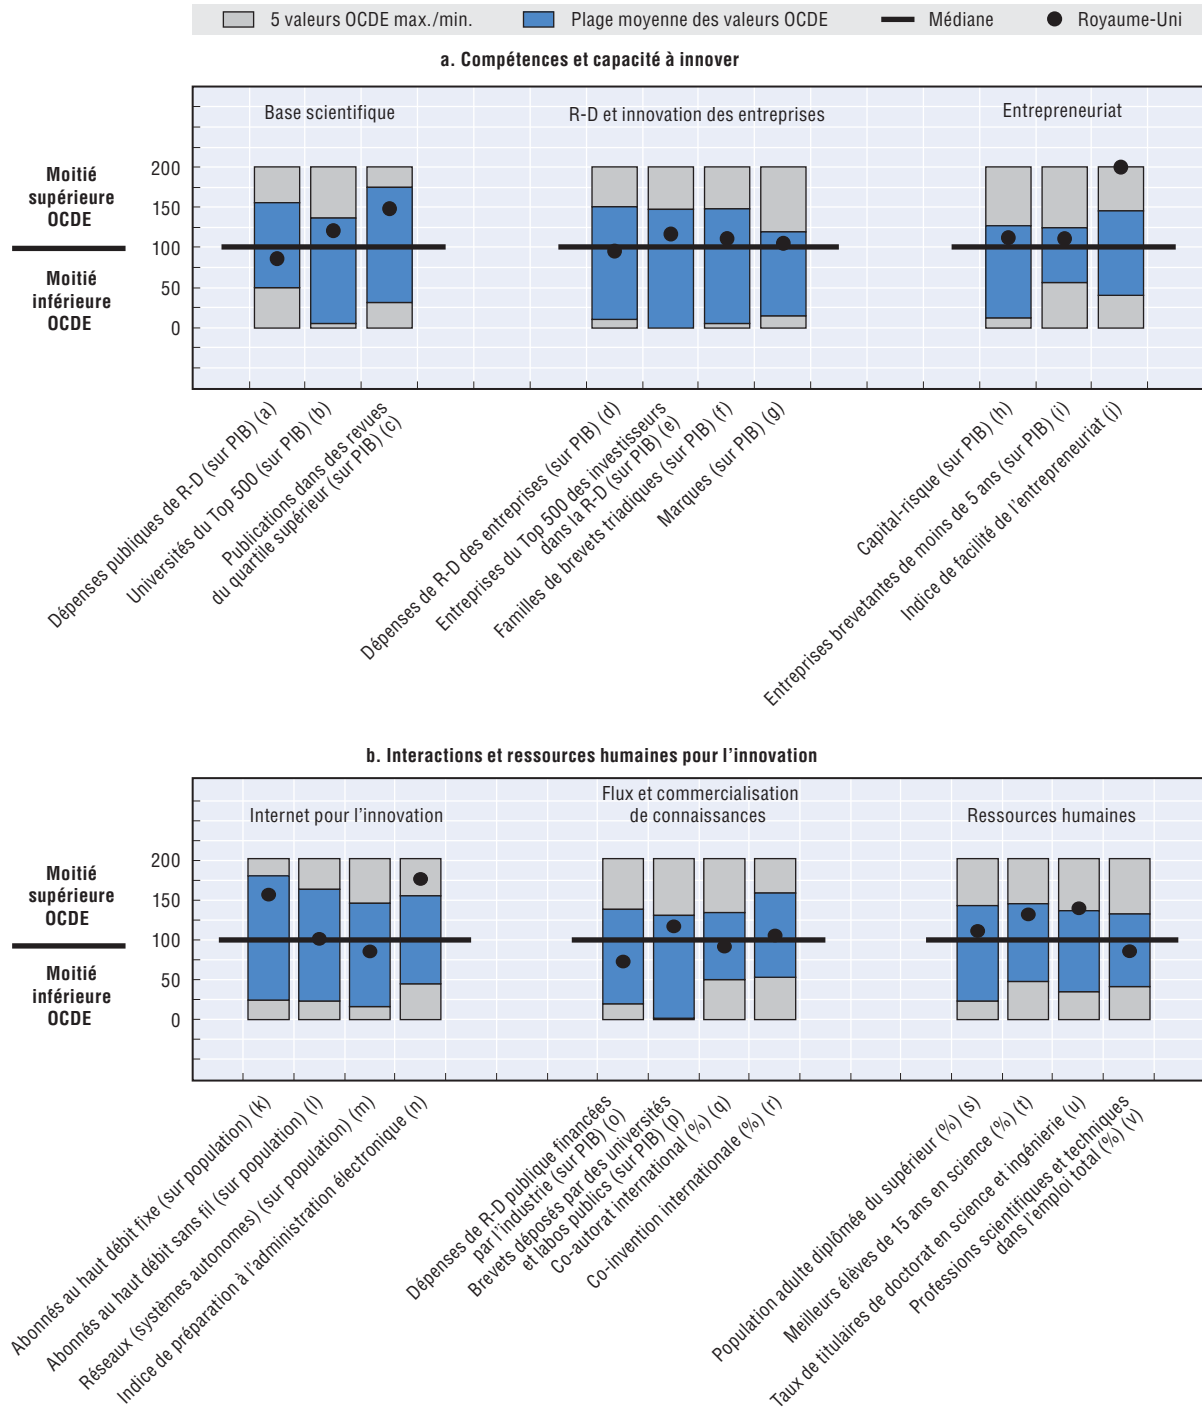 5 valeurs OCDE max./min.
Plage moyenne des valeurs OCDE
Médiane
Royaume-Uni
a. Compétences et capacité à innover
Base scientifique
R-D et innovation des entreprises
Entrepreneuriat
Moitié
supérieure
OCDE
Moitié
inférieure
OCDE
200
150
100
50
0
Dépenses publiques de R-D (sur PIB) (a)
Universités du Top 500 (sur PIB) (b)
Publications dans des revues
du quartile supérieur (sur PIB) (c)
Dépenses de R-D des entreprises (sur PIB) (d)
Entreprises du Top 500 des investisseurs
dans la R-D (sur PIB) (e)
Familles de brevets triadiques (sur PIB) (f)
Marques (sur PIB) (g)
Capital-risque (sur PIB) (h)
Entreprises brevetantes de moins de 5 ans (sur PIB) (i)
Indice de facilité de l'entrepreneuriat (j)
b. Interactions et ressources humaines pour l'innovation
Internet pour l'innovation
Flux et commercialisation
de connaissances
Ressources humaines
Moitié
supérieure
OCDE
Moitié
inférieure
OCDE
200
150
100
50
0
Abonnés au haut débit fixe (sur population) (k)
Abonnés au haut débit sans fil (sur population) (l)
Réseaux (systèmes autonomes) (sur population) (m)
Indice de préparation à l'administration électronique (n)
Dépenses de R-D publique financées
par l'industrie (sur PIB) (o)
Brevets déposés par des universités
et labos publics (sur PIB) (p)
Co-autorat international (%) (q)
Co-invention internationale (%) (r)
Population adulte diplômée du supérieur (%) (s)
Meilleurs élèves de 15 ans en science (%) (t)
Taux de titulaires de doctorat en science et ingénierie (u)
Professions scientifiques et techniques
dans l'emploi total (%) (v)